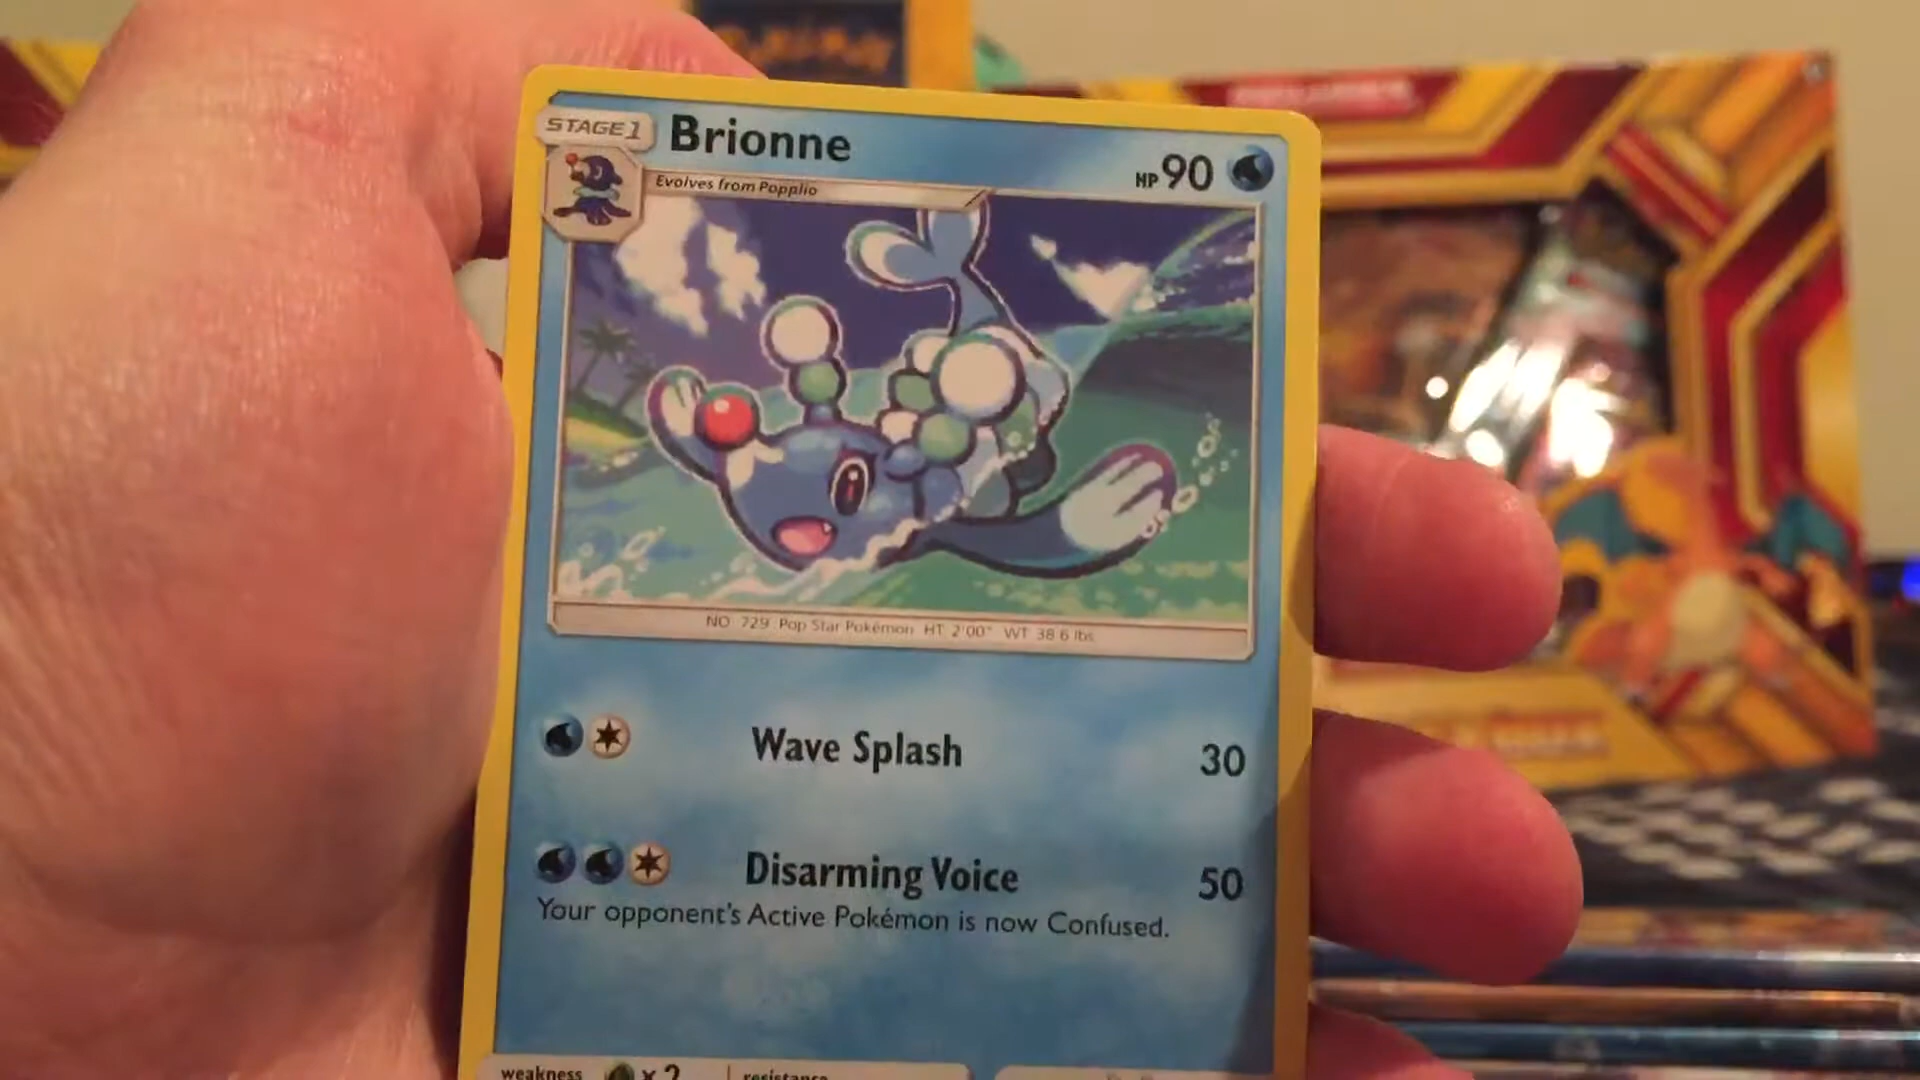 STAGE 1
Brionne
HP 90
Evolves from Popplio
NO. 729 Pop Star Pokémon HT: 2'00" WT: 38.6 lbs.
Wave Splash 30
Disarming Voice 50
Your opponent's Active Pokémon is now Confused.
weakness x2 resistance